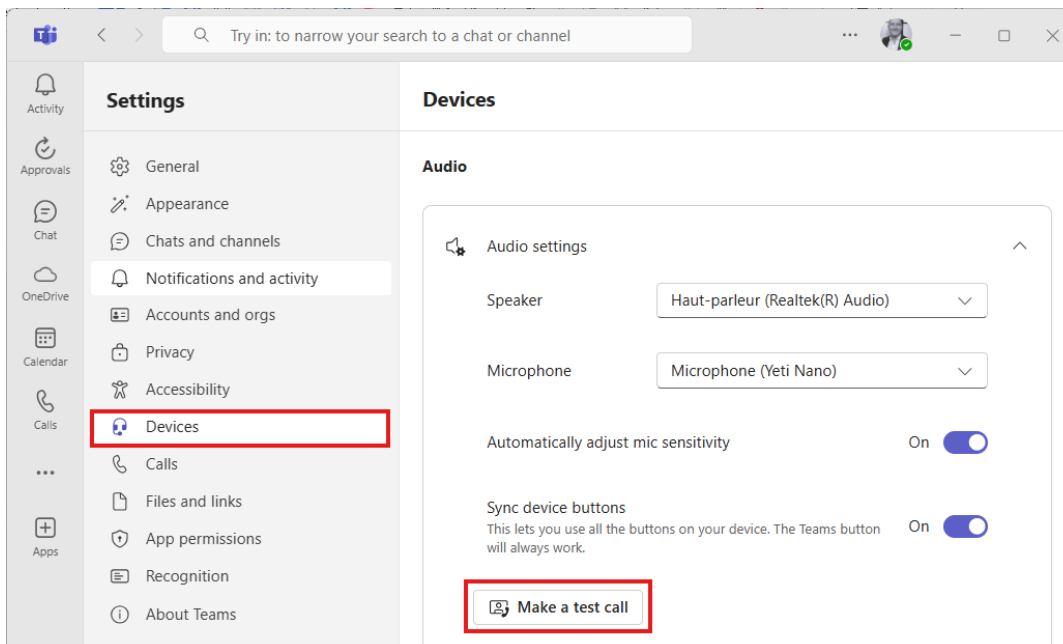 Try in: to narrow your search to a chat or channel
Activity
Approvals
Chat
OneDrive
Calendar
Calls
Apps
Settings
General
Appearance
Chats and channels
Notifications and activity
Accounts and orgs
Privacy
Accessibility
Devices
Calls
Files and links
App permissions
Recognition
About Teams
Devices
Audio
Audio settings
Speaker
Haut-parleur (Realtek(R) Audio)
Microphone
Microphone (Yeti Nano)
Automatically adjust mic sensitivity
On
Sync device buttons
This lets you use all the buttons on your device. The Teams button
will always work.
On
Make a test call